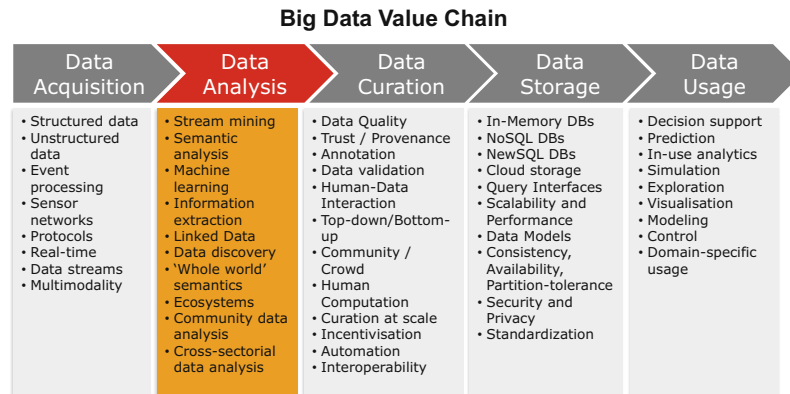 Big Data Value Chain
Data
Acquisition
Data
Analysis
Data
Curation
Data
Storage
Data
Usage
• Structured data
• Unstructured
data
• Event
processing
• Sensor
networks
• Protocols
• Real-time
• Data streams
• Multimodality
• Stream mining
• Semantic
analysis
• Machine
learning
• Information
extraction
• Linked Data
• Data discovery
• ‘Whole world’
semantics
• Ecosystems
• Community data
analysis
• Cross-sectorial
data analysis
• Data Quality
• Trust / Provenance
• Annotation
• Data validation
• Human-Data
Interaction
• Top-down/Bottom-
up
• Community /
Crowd
• Human
Computation
• Curation at scale
• Incentivisation
• Automation
• Interoperability
• In-Memory DBs
• NoSQL DBs
• NewSQL DBs
• Cloud storage
• Query Interfaces
• Scalability and
Performance
• Data Models
• Consistency,
Availability,
Partition-tolerance
• Security and
Privacy
• Standardization
• Decision support
• Prediction
• In-use analytics
• Simulation
• Exploration
• Visualisation
• Modeling
• Control
• Domain-specific
usage